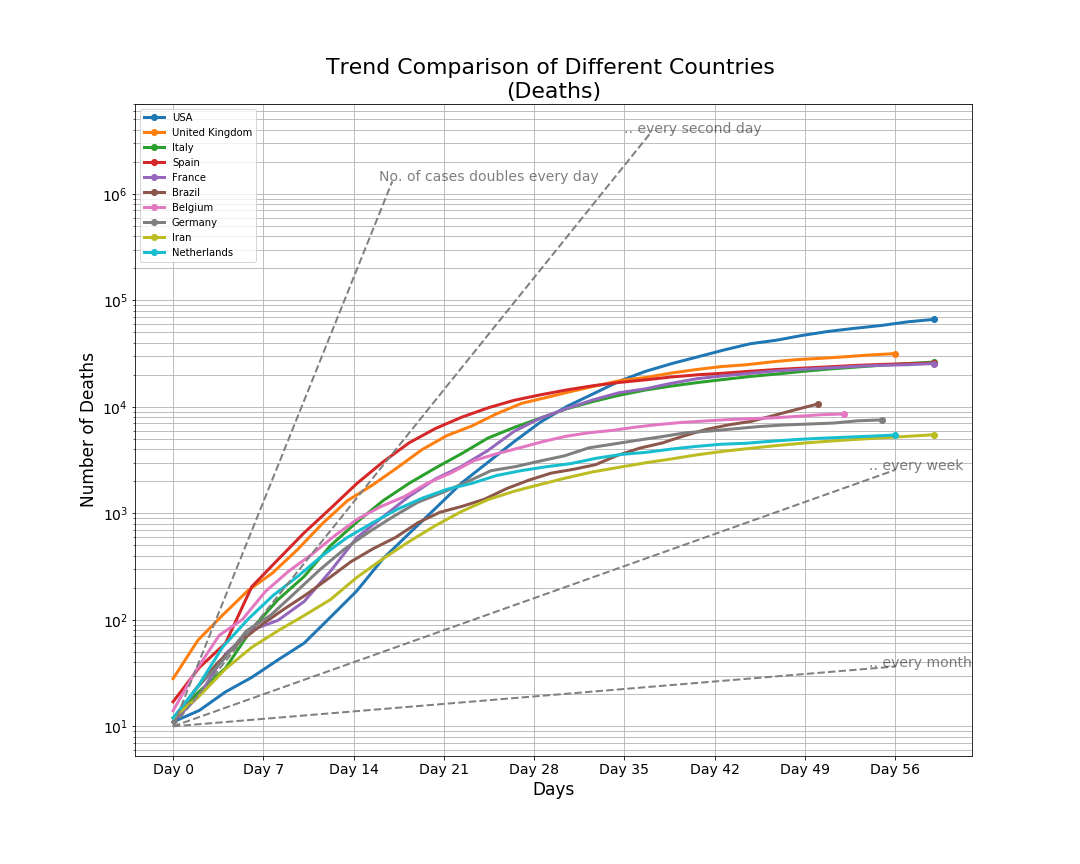 Trend Comparison of Different Countries
(Deaths)
USA
United Kingdom
Italy
Spain
France
Brazil
Belgium
Germany
Iran
Netherlands
No. of cases doubles every day
.. every second day
.. every week
.. every month
Number of Deaths
10^6
10^5
10^4
10^3
10^2
10^1
Day 0 Day 7 Day 14 Day 21 Day 28 Day 35 Day 42 Day 49 Day 56
Days